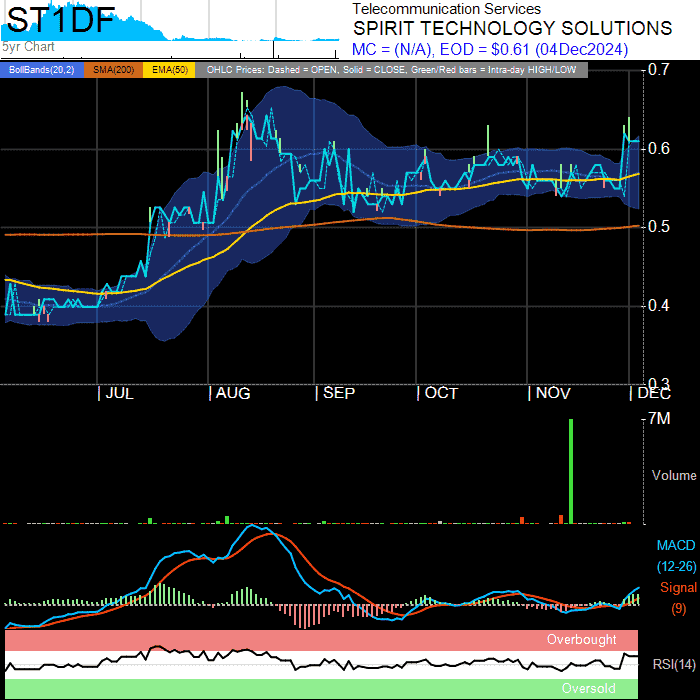 ST1DF
5yr Chart
Telecommunication Services
SPIRIT TECHNOLOGY SOLUTIONS
MC = (N/A), EOD = $0.61 (04Dec2024)
BollBands(20,2) SMA(200) EMA(50) OHLC Prices: Dashed = OPEN, Solid = CLOSE, Green/Red bars = Intra-day HIGH/LOW
0.7
0.6
0.5
0.4
0.3
| JUL | AUG | SEP | OCT | NOV | DEC
7M
Volume
MACD
(12-26)
Signal
(9)
Overbought
RSI(14)
Oversold